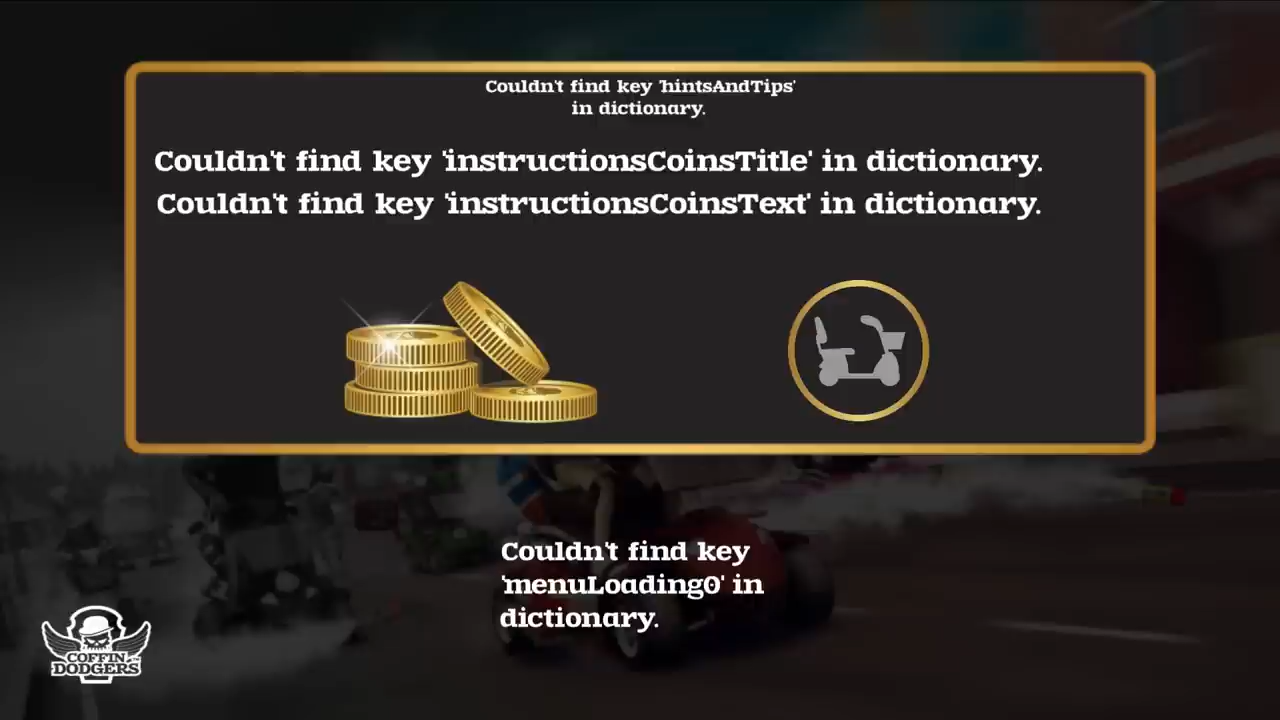 Couldn't find key 'hintsAndTips'
in dictionary.
Couldn't find key 'instructionsCoinsTitle' in dictionary.
Couldn't find key 'instructionsCoinsText' in dictionary.
Couldn't find key
'menuLoading0' in
dictionary.
COFFIN
DODGERS